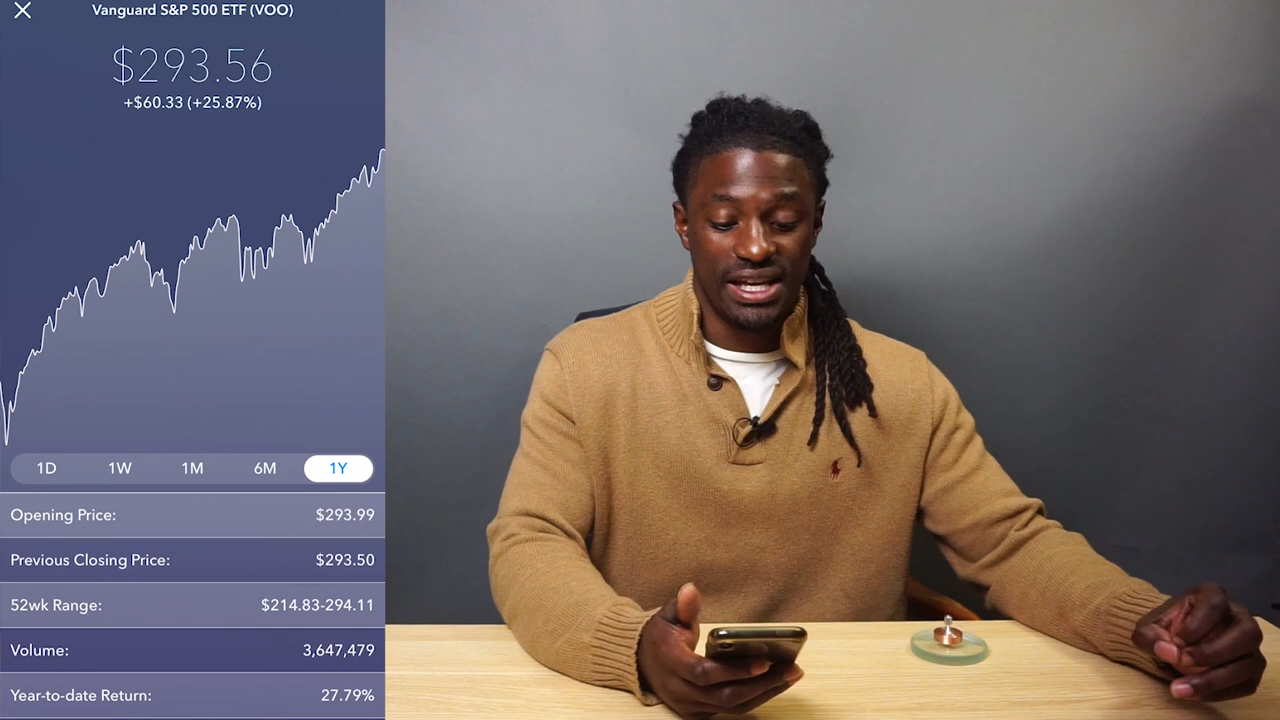 Vanguard S&P 500 ETF (VOO)
$293.56
+$60.33 (+25.87%)
1D 1W 1M 6M 1Y
Opening Price: $293.99
Previous Closing Price: $293.50
52wk Range: $214.83-294.11
Volume: 3,647,479
Year-to-date Return: 27.79%